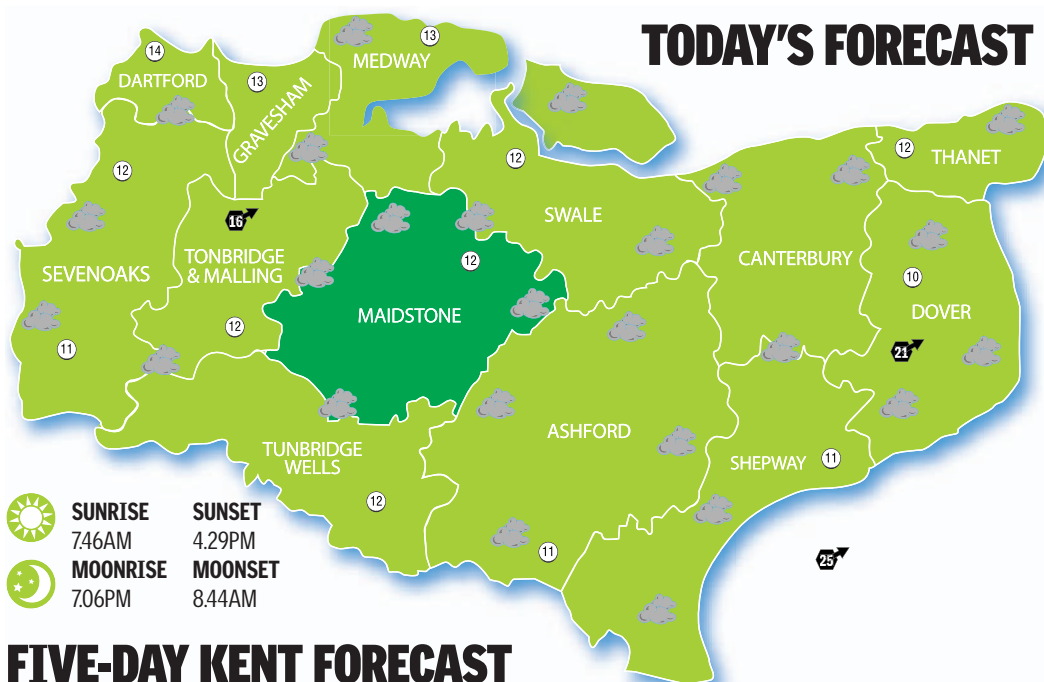 TODAY'S FORECAST
13
MEDWAY
14
DARTFORD
13
GRAVESHAM
12
12
12
THANET
16
SWALE
TONBRIDGE
& MALLING
SEVENOAKS
12
CANTERBURY
10
MAIDSTONE
DOVER
12
11
21
ASHFORD
TUNBRIDGE
WELLS
SHEPWAY
11
12
11
25
SUNRISE SUNSET
7.46AM 4.29PM
MOONRISE MOONSET
7.06PM 8.44AM
FIVE-DAY KENT FORECAST